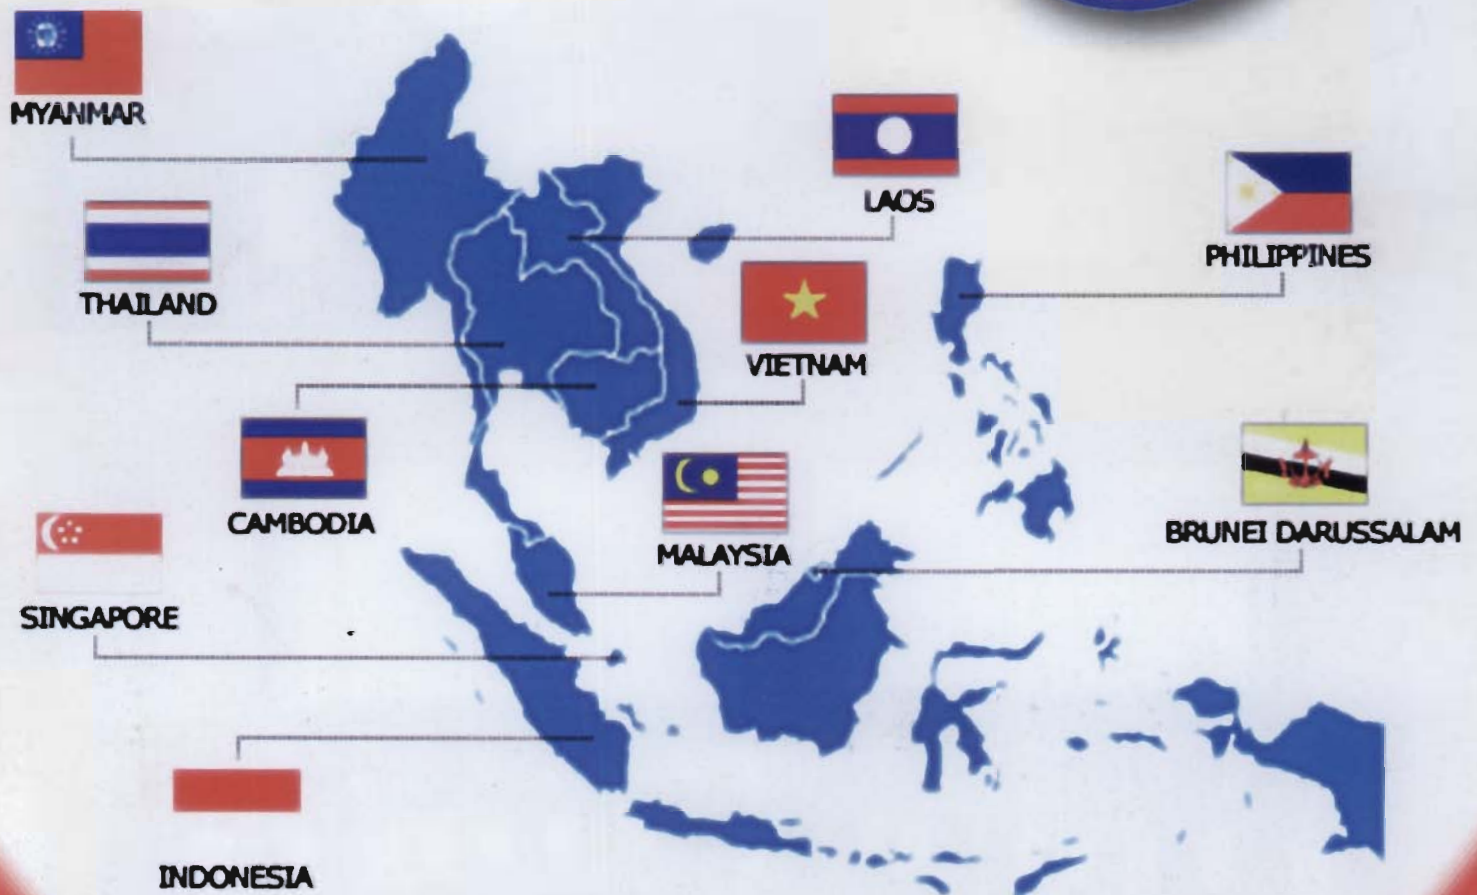 MYANMAR
LAOS
PHILIPPINES
THAILAND
VIETNAM
CAMBODIA
MALAYSIA
BRUNEI DARUSSALAM
SINGAPORE
INDONESIA